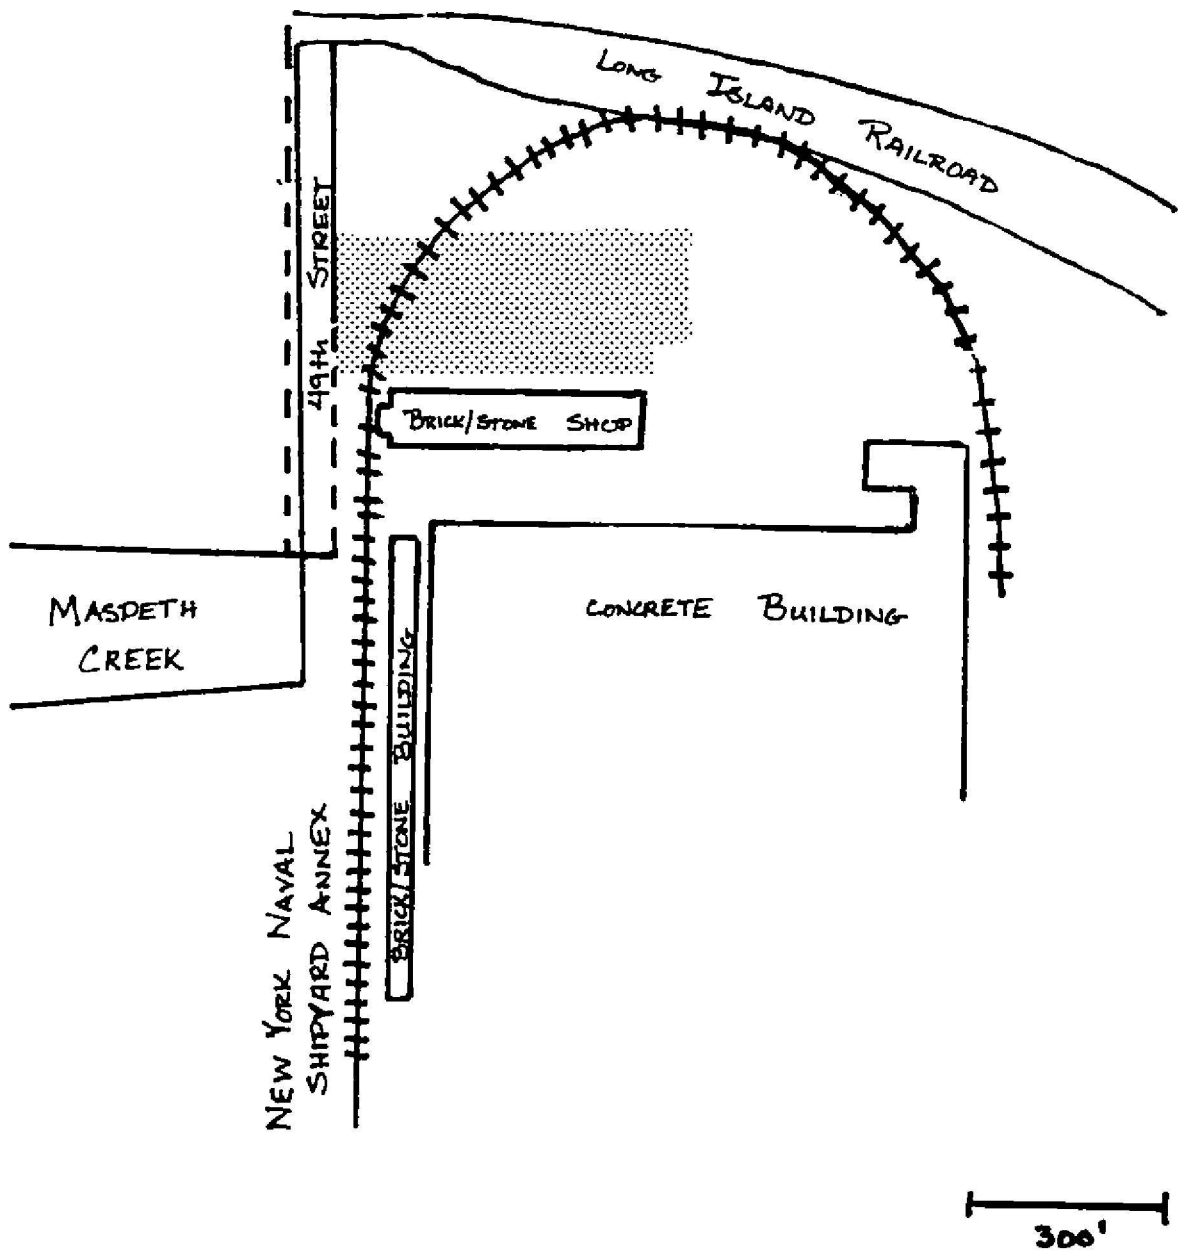 LONG ISLAND RAILROAD
49th STREET
BRICK/STONE SHOP
MASPETH
CREEK
CONCRETE BUILDING
BRICK/STONE BUILDING
NEW YORK NAVAL
SHIPYARD ANNEX
300'